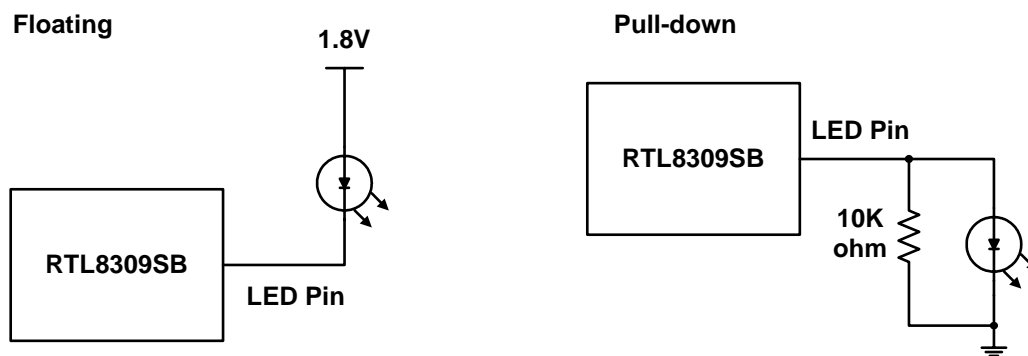 Floating
1.8V
RTL8309SB
LED Pin
Pull-down
LED Pin
RTL8309SB
10K
ohm